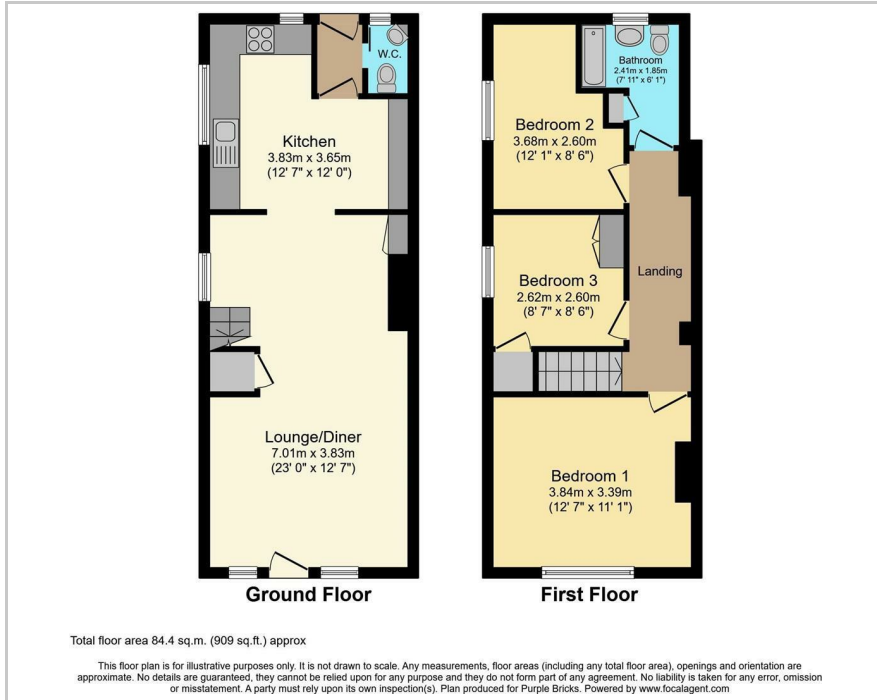 W.C.
Kitchen
3.83m x 3.65m
(12' 7" x 12' 0")
Lounge/Diner
7.01m x 3.83m
(23' 0" x 12' 7")
Ground Floor
Bathroom
2.41m x 1.85m
(7' 11" x 6' 1")
Bedroom 2
3.68m x 2.60m
(12' 1" x 8' 6")
Landing
Bedroom 3
2.62m x 2.60m
(8' 7" x 8' 6")
Bedroom 1
3.84m x 3.39m
(12' 7" x 11' 1")
First Floor
Total floor area 84.4 sq.m. (909 sq.ft.) approx
This floor plan is for illustrative purposes only. It is not drawn to scale. Any measurements, floor areas (including any total floor area), openings and orientation are
approximate. No details are guaranteed, they cannot be relied upon for any purpose and they do not form part of any agreement. No liability is taken for any error, omission
or misstatement. A party must rely upon its own inspection(s). Plan produced for Purple Bricks. Powered by www.focalagent.com